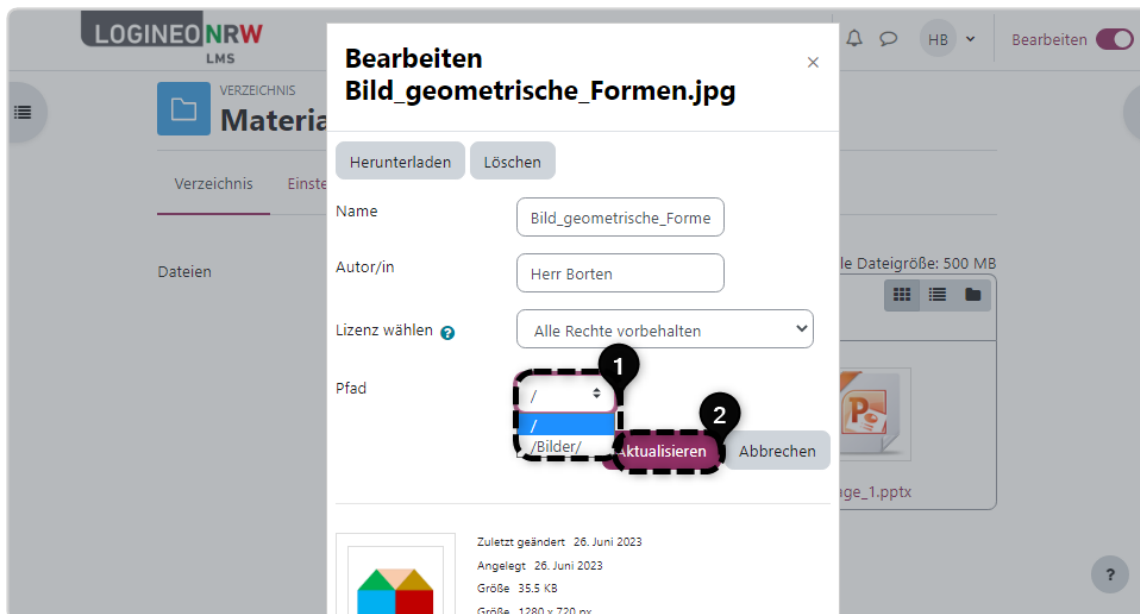 LOGINEO NRW
LMS
HB
Bearbeiten
VERZEICHNIS
Materia
Verzeichnis
Einste
Dateien
le Dateigröße: 500 MB
age_1.pptx
Bearbeiten
Bild_geometrische_Formen.jpg
×
Herunterladen
Löschen
Name
Bild_geometrische_Forme
Autor/in
Herr Borten
Lizenz wählen ?
Alle Rechte vorbehalten
1
Pfad
/
/
/Bilder/
2
Aktualisieren
Abbrechen
Zuletzt geändert 26. Juni 2023
Angelegt 26. Juni 2023
Größe 35.5 KB
Größe 1280 x 720 px
P
?